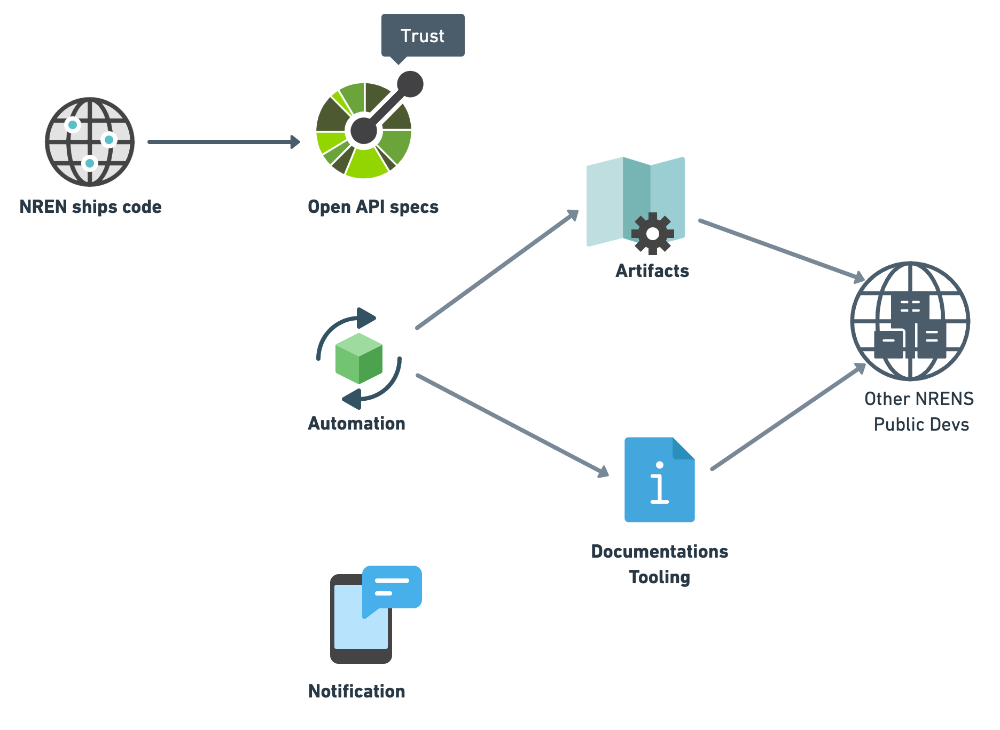 Trust
NREN ships code
Open API specs
Artifacts
Automation
Other NRENS
Public Devs
Documentations
Tooling
Notification